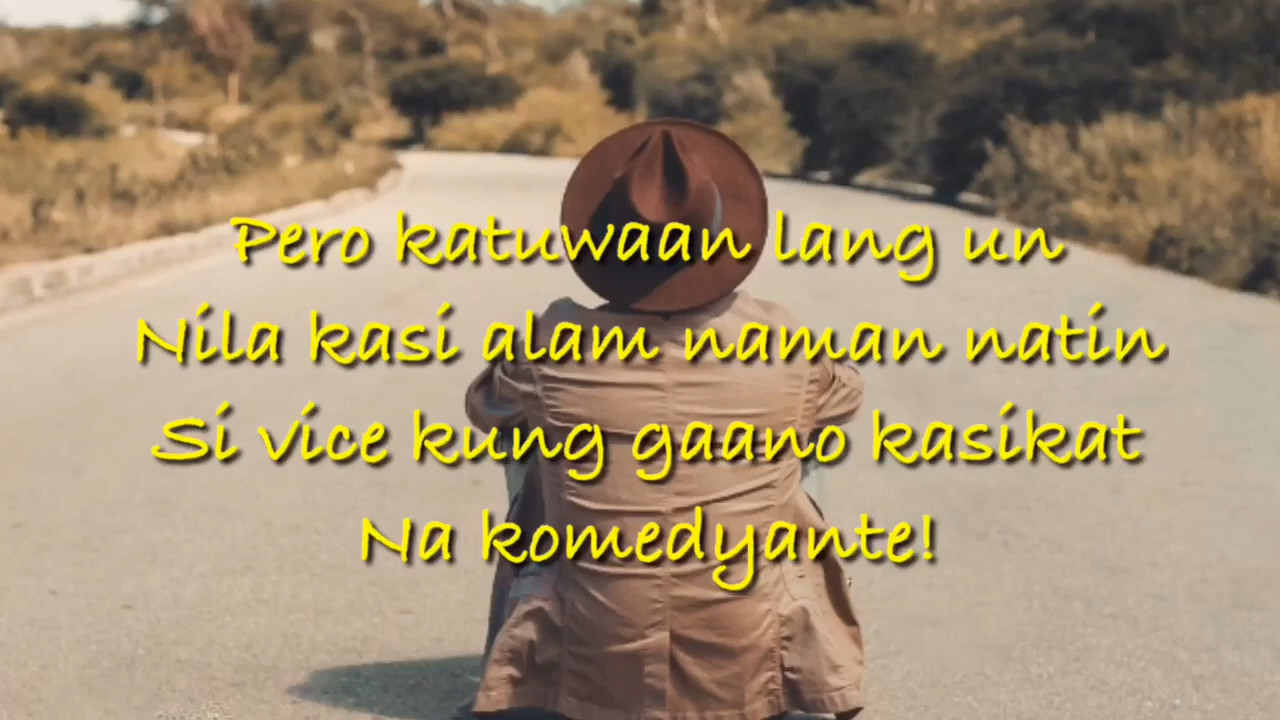 Pero katuwaan lang un
Nila kasi alam naman natin
Si vice kung gaano kasikat
Na komedyante!